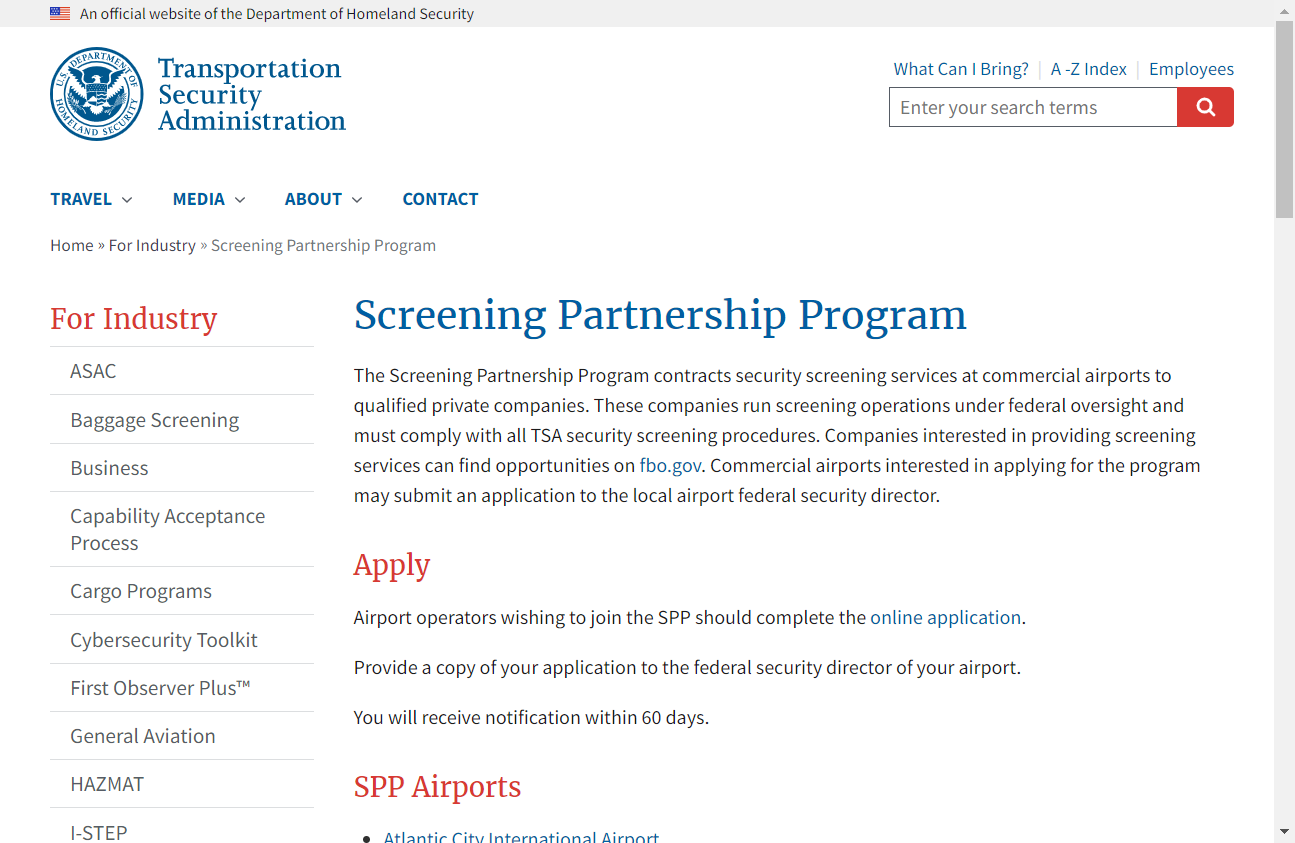 An official website of the Department of Homeland Security
U.S. DEPARTMENT OF HOMELAND SECURITY
Transportation
Security
Administration
What Can I Bring?
A -Z Index
Employees
Enter your search terms
TRAVEL
MEDIA
ABOUT
CONTACT
Home » For Industry » Screening Partnership Program
For Industry
ASAC
Baggage Screening
Business
Capability Acceptance
Process
Cargo Programs
Cybersecurity Toolkit
First Observer Plus™
General Aviation
HAZMAT
I-STEP
Screening Partnership Program
The Screening Partnership Program contracts security screening services at commercial airports to
qualified private companies. These companies run screening operations under federal oversight and
must comply with all TSA security screening procedures. Companies interested in providing screening
services can find opportunities on fbo.gov. Commercial airports interested in applying for the program
may submit an application to the local airport federal security director.
Apply
Airport operators wishing to join the SPP should complete the online application.
Provide a copy of your application to the federal security director of your airport.
You will receive notification within 60 days.
SPP Airports
Atlantic City International Airport